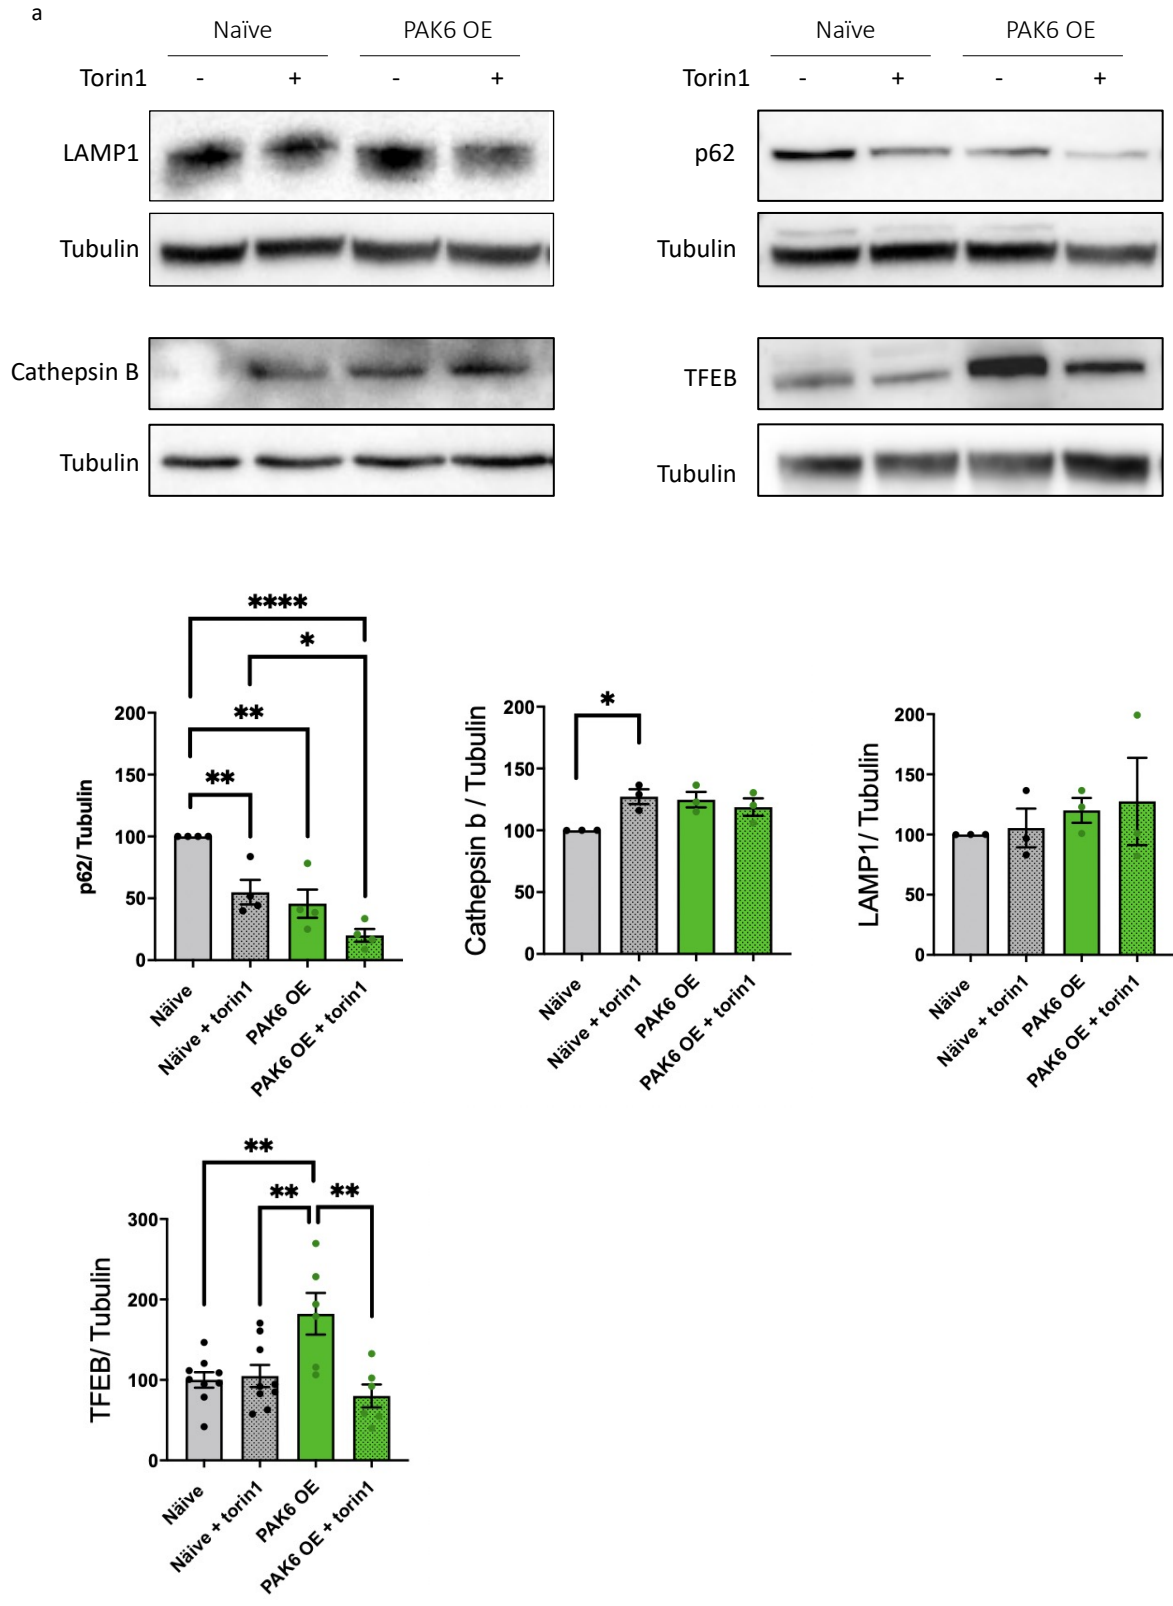 a
Naïve PAK6 OE
Torin1 - + - +
LAMP1
Tubulin
Cathepsin B
Tubulin
Naïve PAK6 OE
Torin1 - + - +
p62
Tubulin
TFEB
Tubulin
p62/ Tubulin
200
150
100
50
0
****
*
**
**
Näive
Näive + torin1
PAK6 OE
PAK6 OE + torin1
Cathepsin b / Tubulin
200
150
100
50
0
*
Näive
Näive + torin1
PAK6 OE
PAK6 OE + torin1
LAMP1/ Tubulin
200
150
100
50
0
Näive
Näive + torin1
PAK6 OE
PAK6 OE + torin1
TFEB/ Tubulin
300
200
100
0
**
** **
Näive
Näive + torin1
PAK6 OE
PAK6 OE + torin1